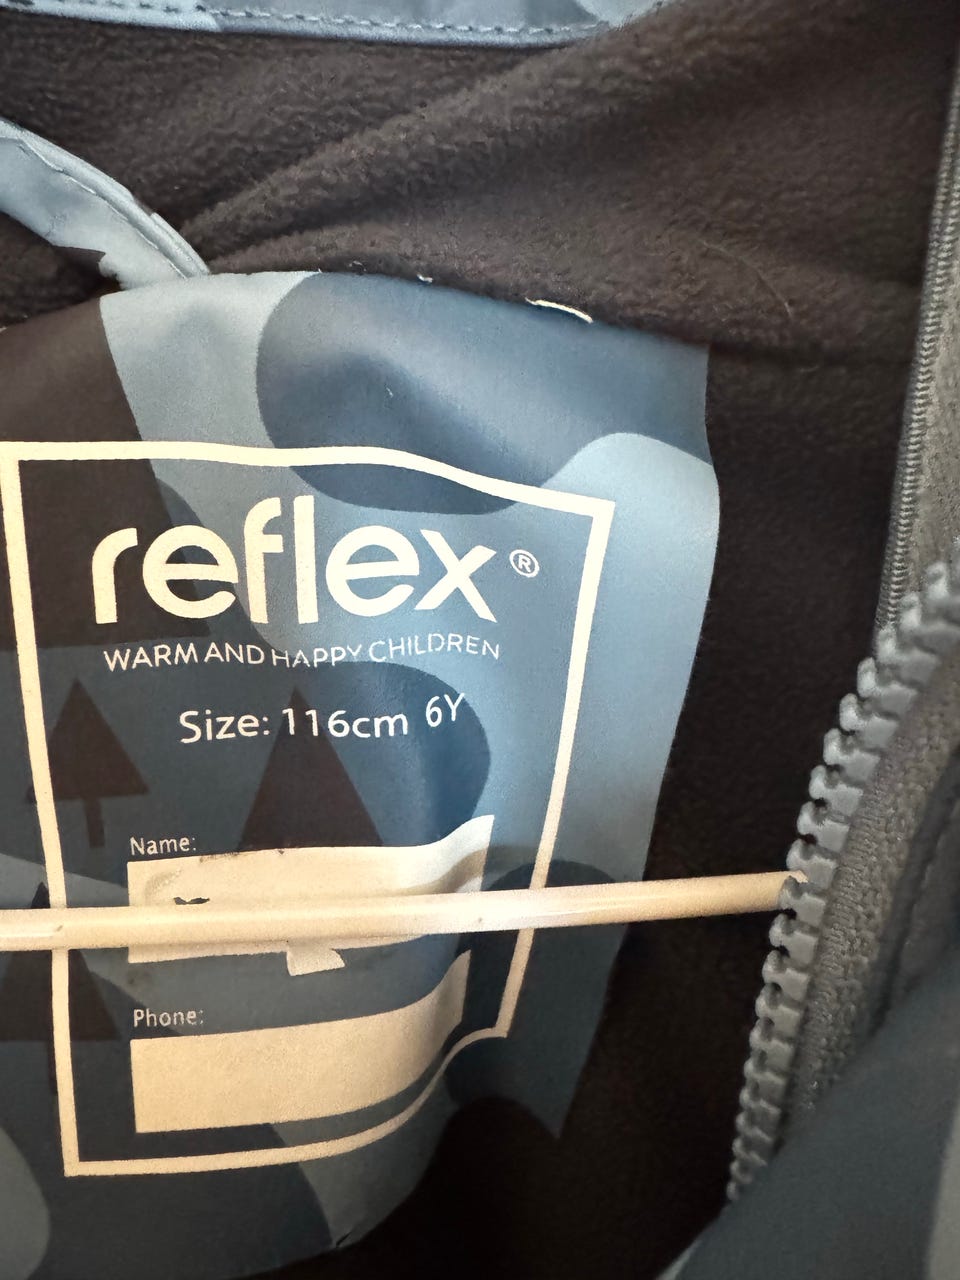 reflex®
WARM AND HAPPY CHILDREN
Size: 116cm 6Y
Name:
Phone: